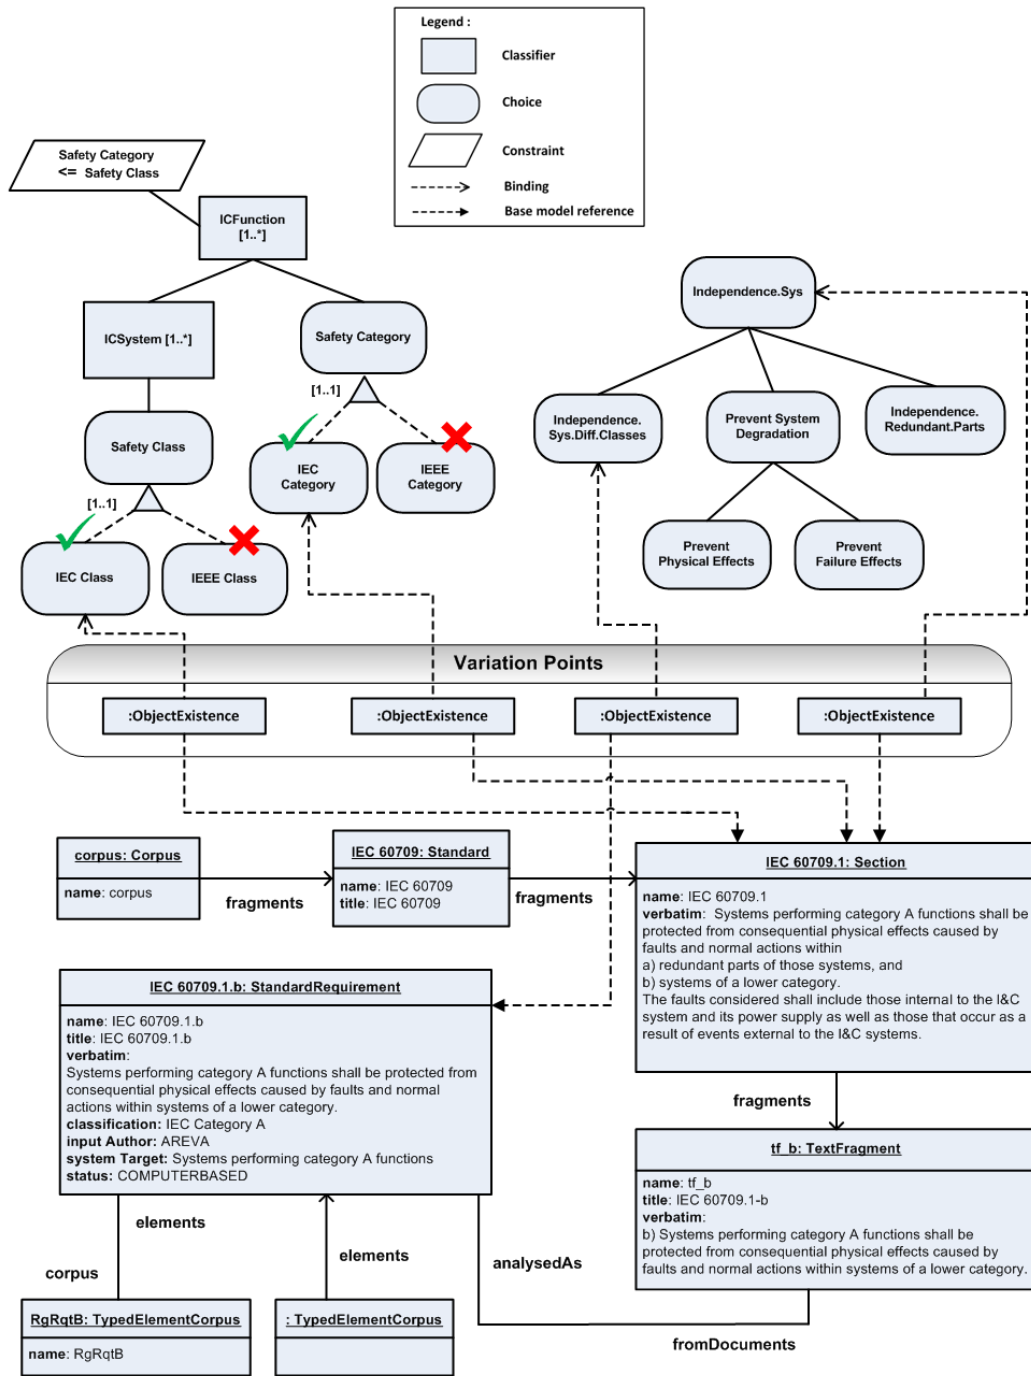 Legend :
Classifier
Choice
Constraint
Binding
Base model reference
Safety Category
<= Safety Class
ICFunction
[1..*]
ICSystem [1..*]
Safety Category
[1..1]
Safety Class
IEC
Category
IEEE
Category
[1..1]
IEC Class
IEEE Class
Independence.Sys
Independence.
Sys.Diff.Classes
Prevent System
Degradation
Independence.
Redundant.Parts
Prevent
Physical Effects
Prevent
Failure Effects
Variation Points
:ObjectExistence
:ObjectExistence
:ObjectExistence
:ObjectExistence
corpus: Corpus
name: corpus
fragments
IEC 60709: Standard
name: IEC 60709
title: IEC 60709
fragments
IEC 60709.1: Section
name: IEC 60709.1
verbatim: Systems performing category A functions shall be
protected from consequential physical effects caused by
faults and normal actions within
a) redundant parts of those systems, and
b) systems of a lower category.
The faults considered shall include those internal to the I&C
system and its power supply as well as those that occur as a
result of events external to the I&C systems.
IEC 60709.1.b: StandardRequirement
name: IEC 60709.1.b
title: IEC 60709.1.b
verbatim:
Systems performing category A functions shall be protected from
consequential physical effects caused by faults and normal
actions within systems of a lower category.
classification: IEC Category A
input Author: AREVA
system Target: Systems performing category A functions
status: COMPUTERBASED
fragments
tf_b: TextFragment
name: tf_b
title: IEC 60709.1-b
verbatim:
b) Systems performing category A functions shall be
protected from consequential physical effects caused by
faults and normal actions within systems of a lower category.
elements
elements
corpus
analysedAs
RgRqtB: TypedElementCorpus
name: RgRqtB
: TypedElementCorpus
fromDocuments